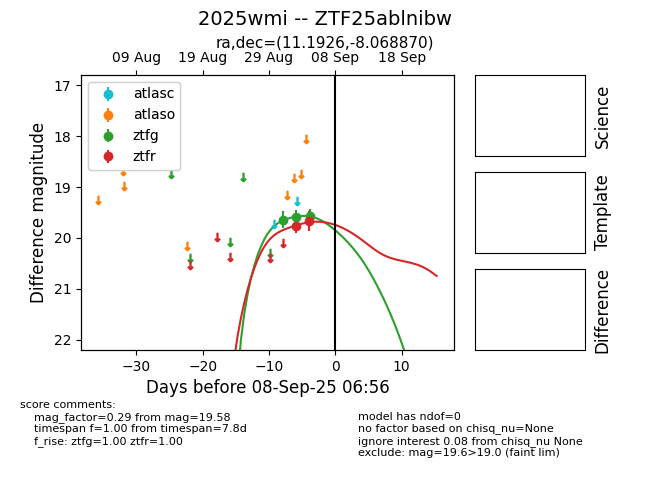 2025wmi -- ZTF25ablnibw
ra,dec=(11.1926,-8.068870)
09 Aug 19 Aug 29 Aug 08 Sep 18 Sep
17
18
19
20
21
22
Difference magnitude
atlasc
atlaso
ztfg
ztfr
−30 −20 −10 0 10
Days before 08-Sep-25 06:56
Science
Template
Difference
score comments:
mag_factor=0.29 from mag=19.58
timespan f=1.00 from timespan=7.8d
f_rise: ztfg=1.00 ztfr=1.00
model has ndof=0
no factor based on chisq_nu=None
ignore interest 0.08 from chisq_nu None
exclude: mag=19.6>19.0 (faint lim)